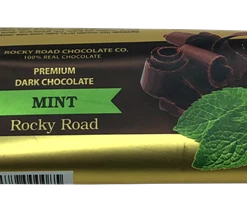 ROCKY ROAD CHOCOLATE CO.
100% REAL CHOCOLATE
PREMIUM
DARK CHOCOLATE
MINT
Rocky Road